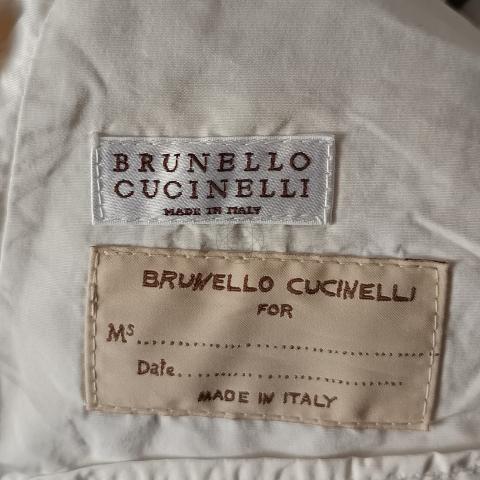 BRUNELLO
CUCINELLI
MADE IN ITALY
BRUNELLO CUCINELLI
FOR
Ms
Date
MADE IN ITALY